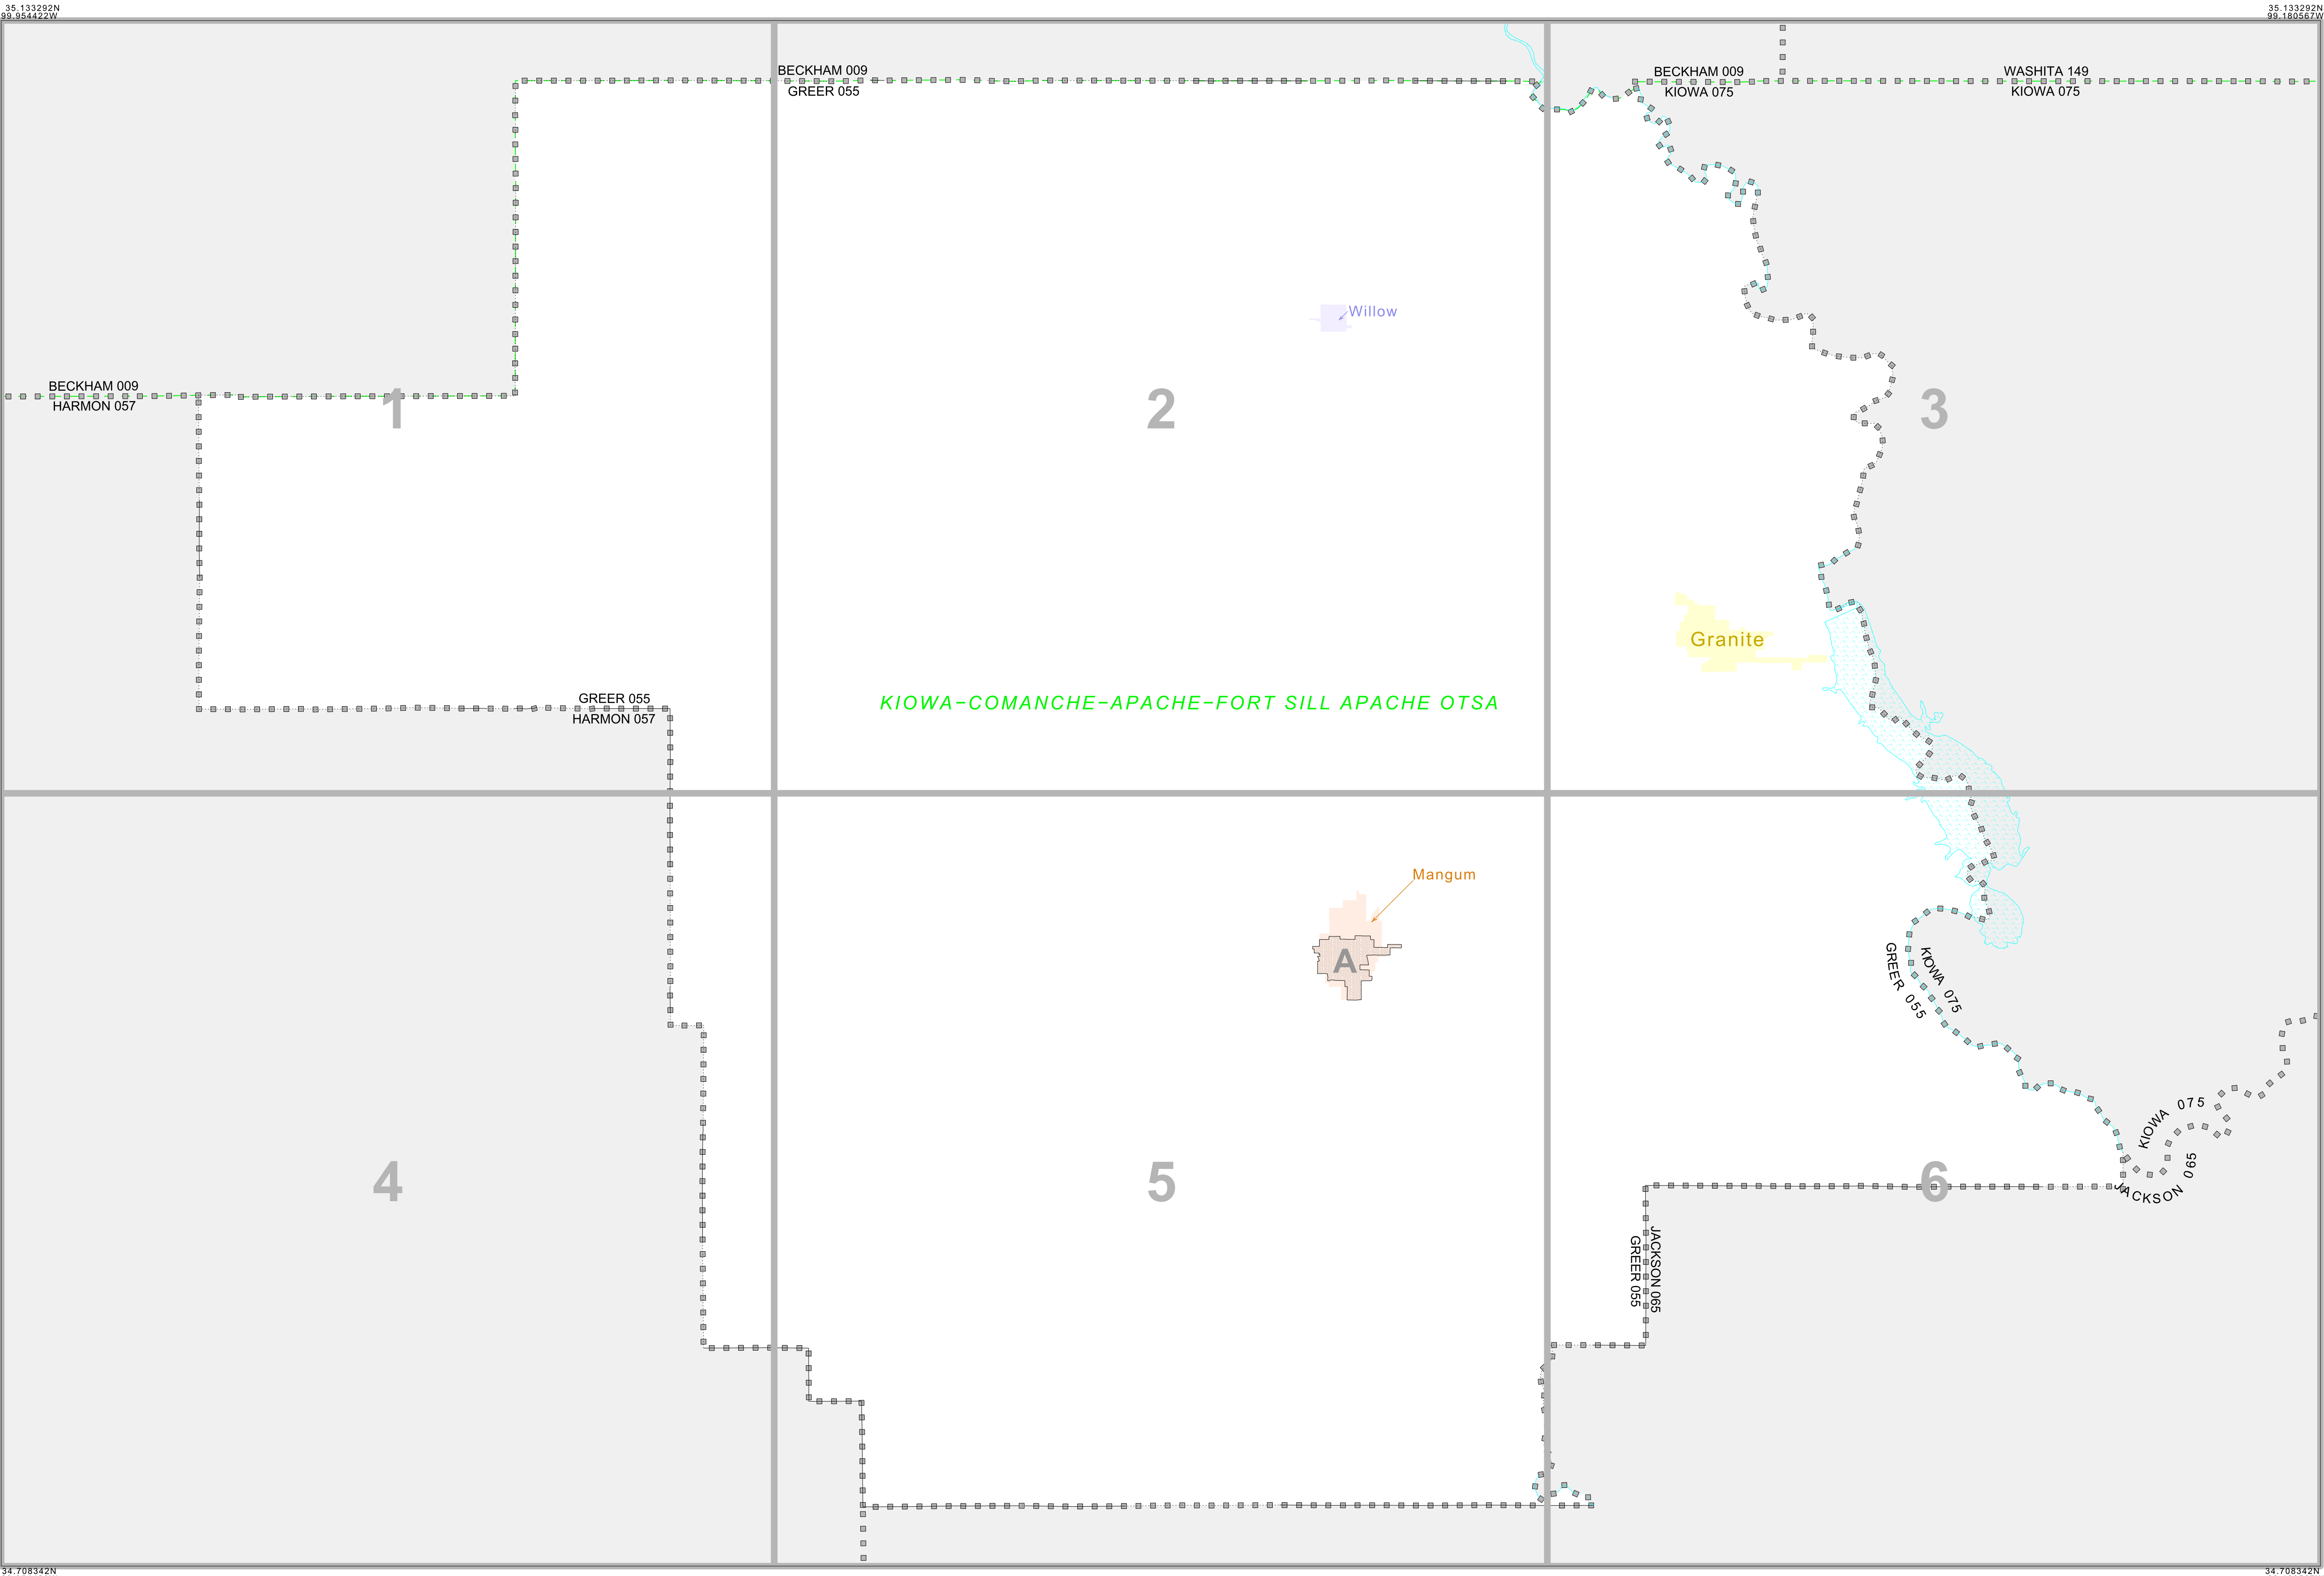 35.133292N
99.954422W
35.133292N
99.180567W
BECKHAM 009
GREER 055
BECKHAM 009
KIOWA 075
WASHITA 149
KIOWA 075
Willow
BECKHAM 009
HARMON 057
1
2
3
Granite
GREER 055
HARMON 057
KIOWA−COMANCHE−APACHE−FORT SILL APACHE OTSA
Mangum
A
KIOWA 075
GREER 055
KIOWA 075
JACKSON 065
4
5
6
JACKSON 065
GREER 055
34.708342N
34.708342N